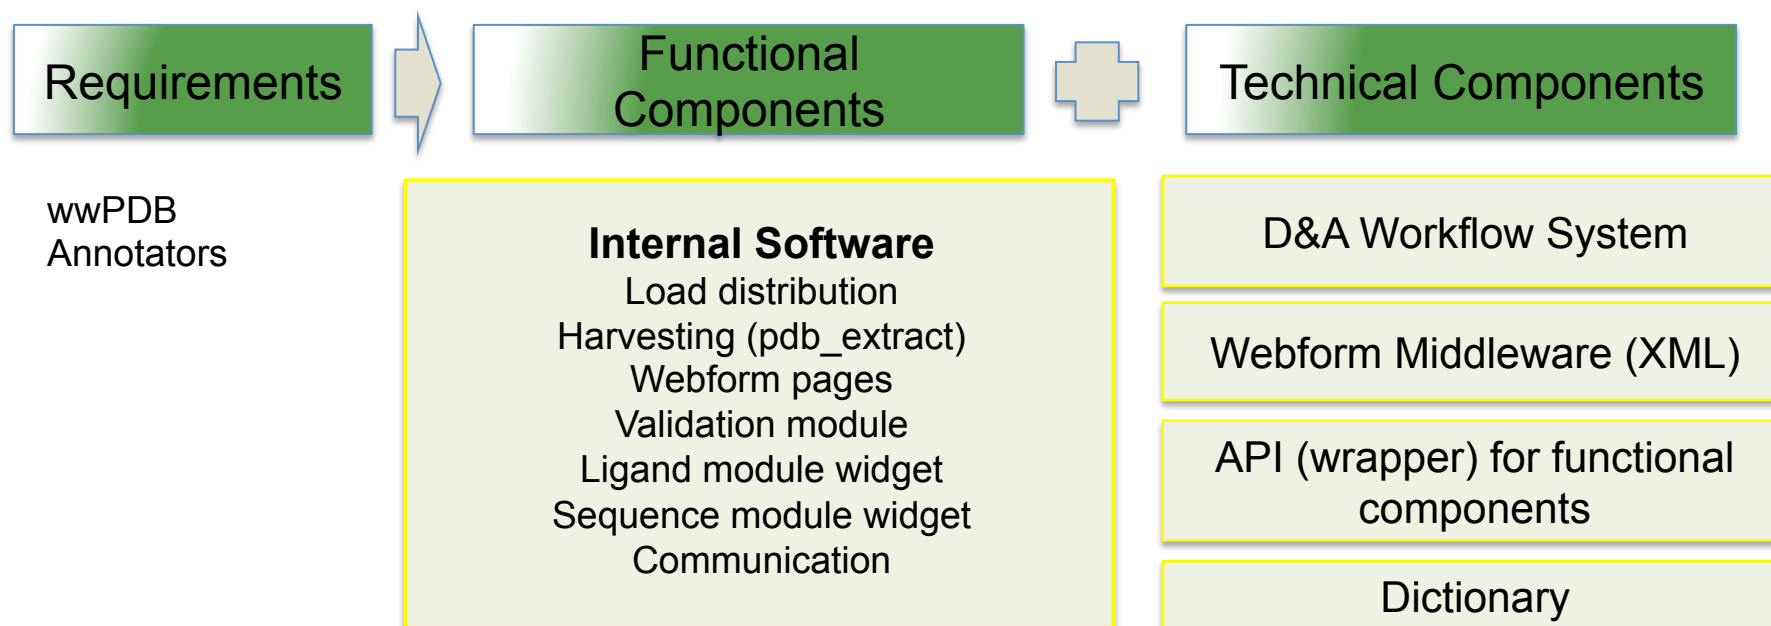 Requirements
Functional
Components
Technical Components
wwPDB
Annotators
Internal Software
Load distribution
Harvesting (pdb_extract)
Webform pages
Validation module
Ligand module widget
Sequence module widget
Communication
D&A Workflow System
Webform Middleware (XML)
API (wrapper) for functional
components
Dictionary